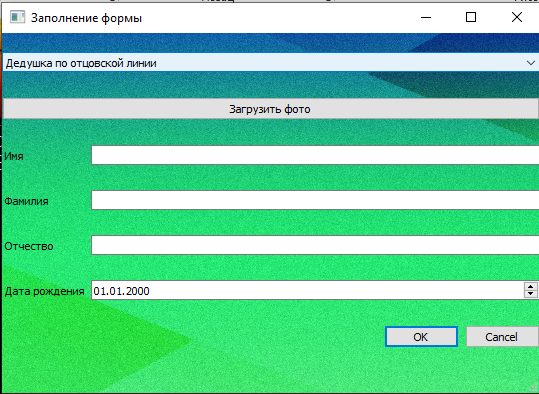 Заполнение формы
Дедушка по отцовской линии
Загрузить фото
Имя
Фамилия
Отчество
Дата рождения 01.01.2000
OK Cancel